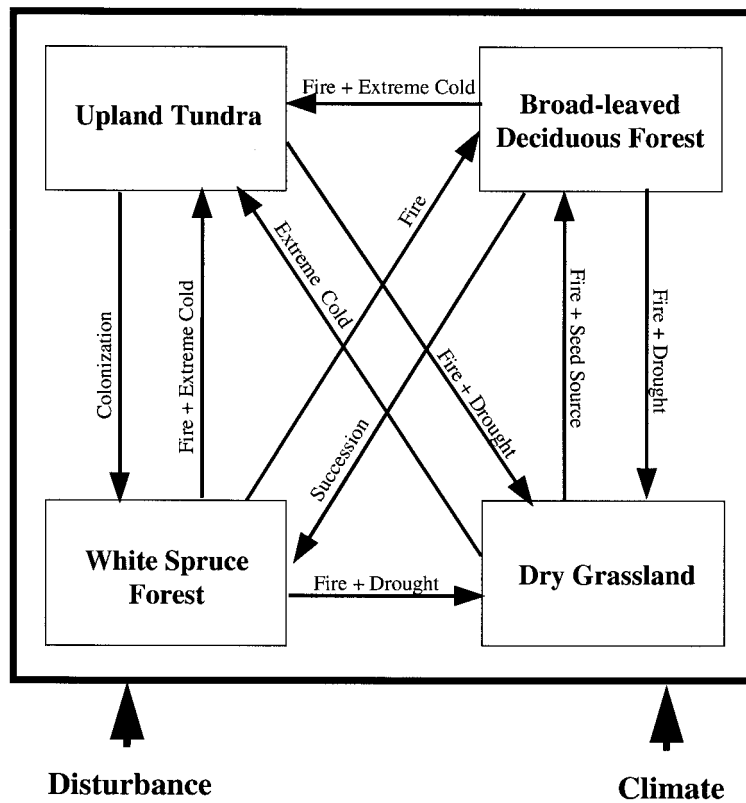 Fire + Extreme Cold
Upland Tundra
Broad-leaved
Deciduous Forest
Fire
Extreme Cold
Colonization
Fire + Extreme Cold
Fire + Seed Source
Fire + Drought
Fire + Drought
Succession
White Spruce
Forest
Fire + Drought
Dry Grassland
Disturbance
Climate